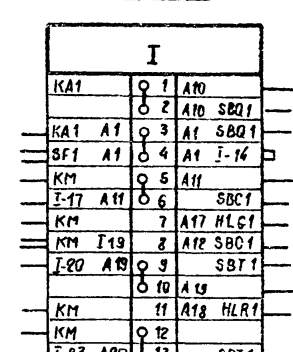 I
KA1 1 A10
2 A10 SBQ1
KA1 A1 3 A1 SBQ1
SF1 A1 4 A1 I-14
KM 5 A11
I-17 A11 6 SBC1
KM 7 A17 HLG1
KM I19 8 A12 SBC1
I-20 A19 9 SBT1
10 A19
KM 11 A18 HLR1
KM 12